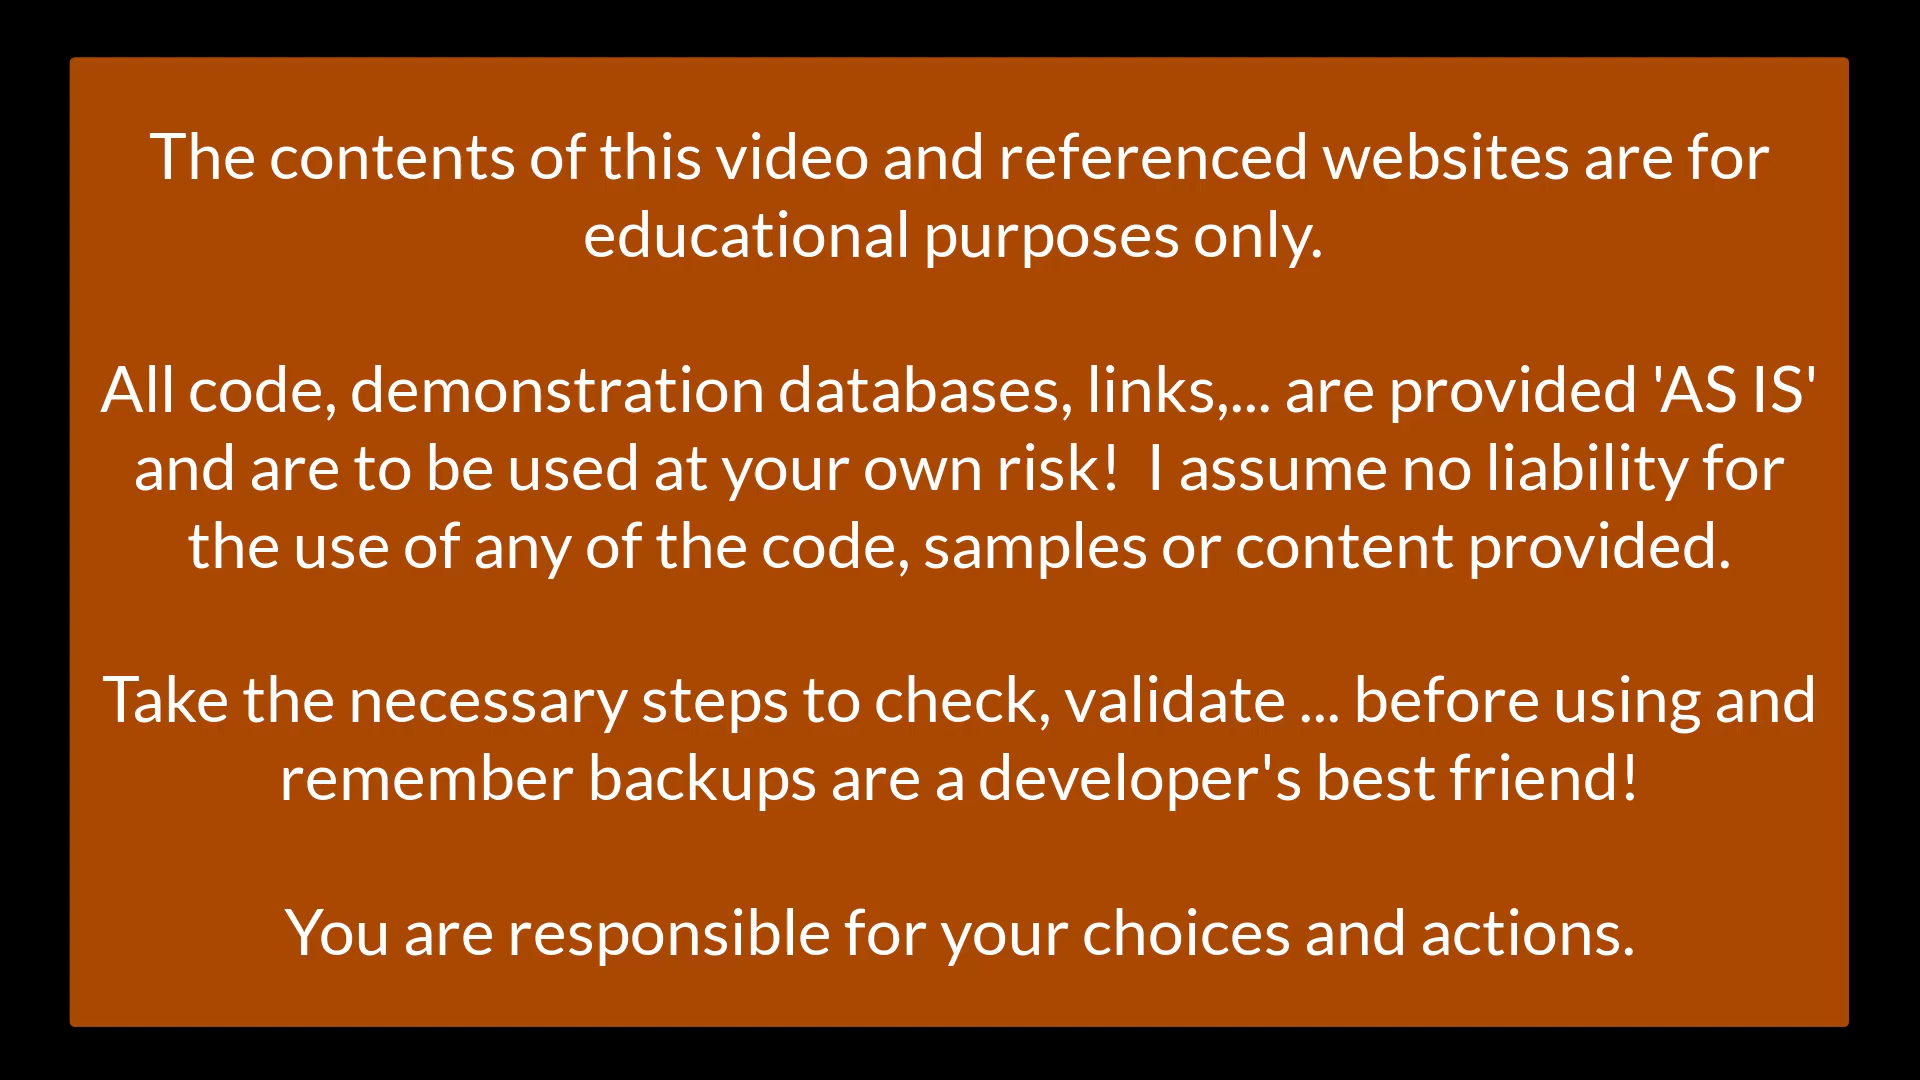 The contents of this video and referenced websites are for
educational purposes only.
All code, demonstration databases, links,... are provided 'AS IS'
and are to be used at your own risk!  I assume no liability for
the use of any of the code, samples or content provided.
Take the necessary steps to check, validate ... before using and
remember backups are a developer's best friend!
You are responsible for your choices and actions.